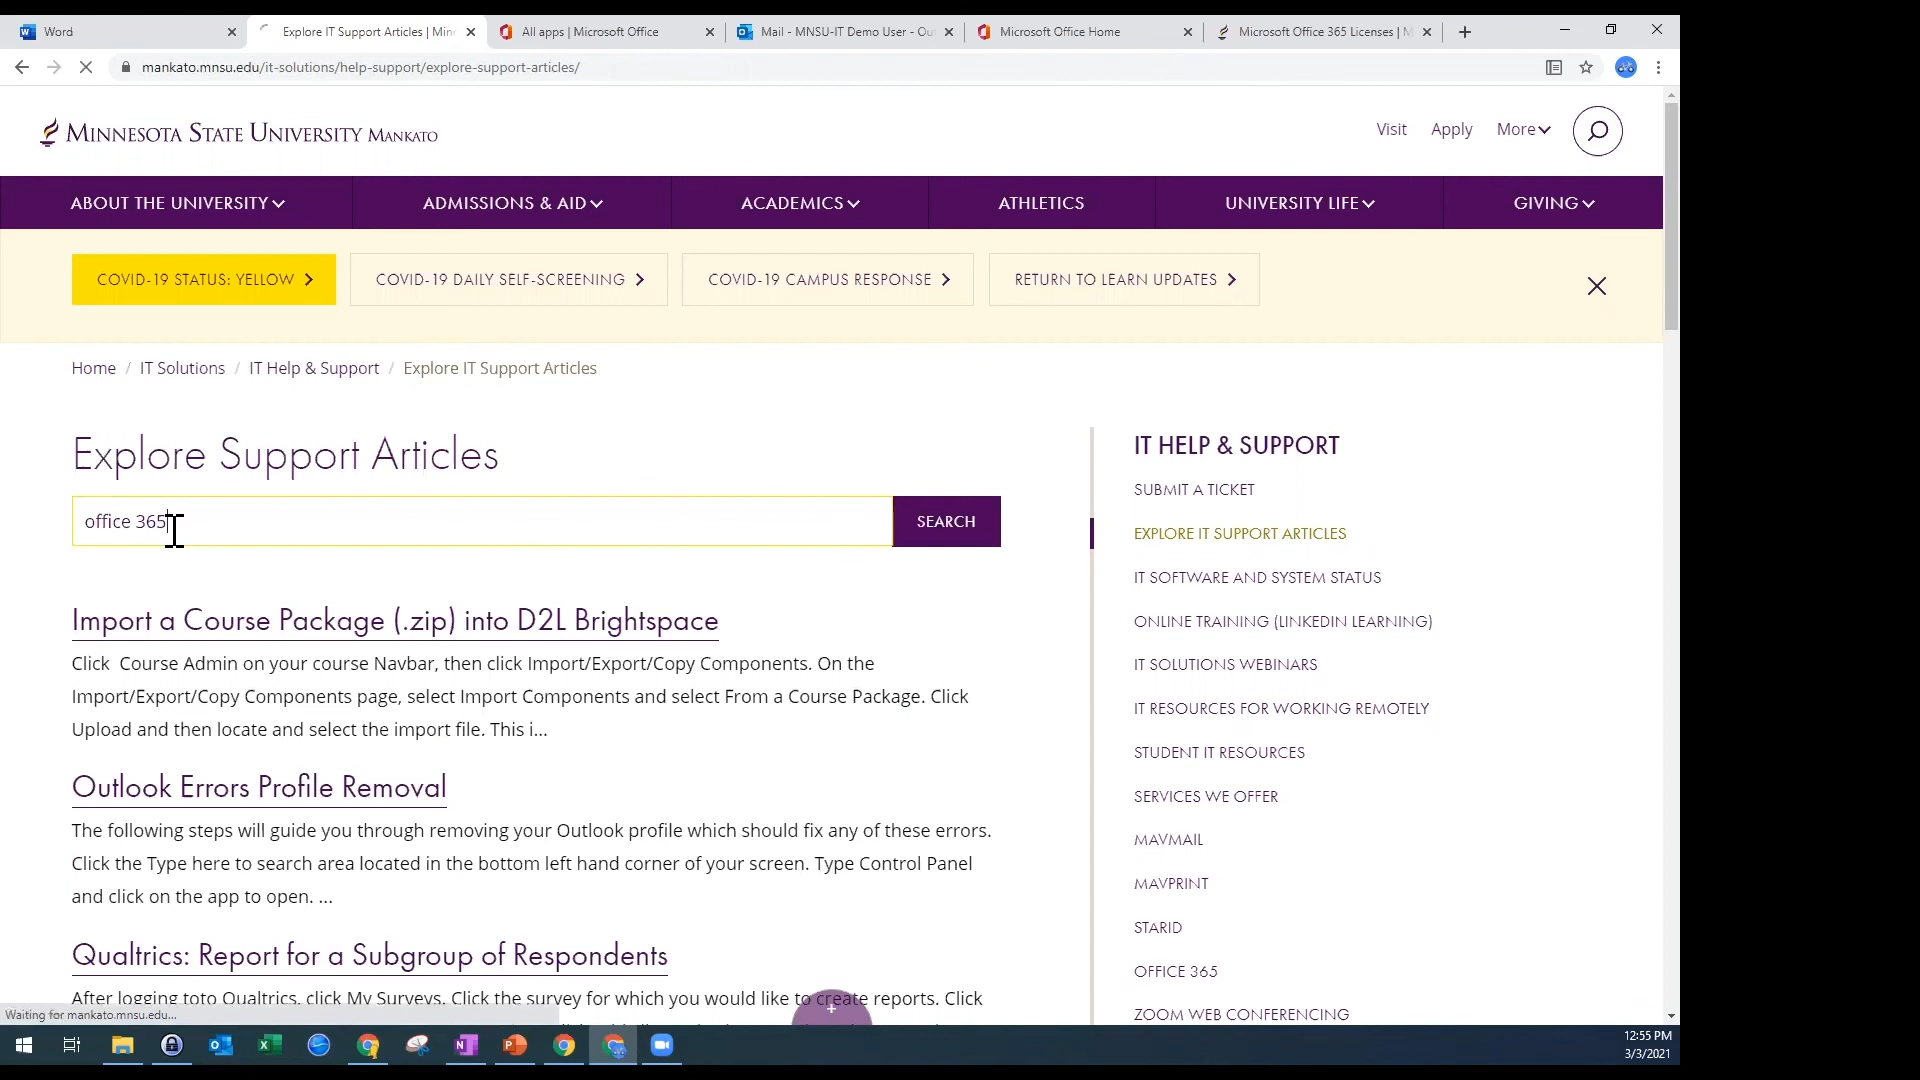 Word
Explore IT Support Articles | Min
All apps | Microsoft Office
Mail - MNSU-IT Demo User - Ou
Microsoft Office Home
Microsoft Office 365 Licenses | M
mankato.mnsu.edu/it-solutions/help-support/explore-support-articles/
MINNESOTA STATE UNIVERSITY MANKATO
Visit
Apply
More
ABOUT THE UNIVERSITY
ADMISSIONS & AID
ACADEMICS
ATHLETICS
UNIVERSITY LIFE
GIVING
COVID-19 STATUS: YELLOW
COVID-19 DAILY SELF-SCREENING
COVID-19 CAMPUS RESPONSE
RETURN TO LEARN UPDATES
Home / IT Solutions / IT Help & Support / Explore IT Support Articles
Explore Support Articles
office 365
SEARCH
Import a Course Package (.zip) into D2L Brightspace
Click Course Admin on your course Navbar, then click Import/Export/Copy Components. On the
Import/Export/Copy Components page, select Import Components and select From a Course Package. Click
Upload and then locate and select the import file. This i...
Outlook Errors Profile Removal
The following steps will guide you through removing your Outlook profile which should fix any of these errors.
Click the Type here to search area located in the bottom left hand corner of your screen. Type Control Panel
and click on the app to open. ...
Qualtrics: Report for a Subgroup of Respondents
After logging toto Qualtrics, click My Surveys. Click the survey for which you would like to create reports. Click
IT HELP & SUPPORT
SUBMIT A TICKET
EXPLORE IT SUPPORT ARTICLES
IT SOFTWARE AND SYSTEM STATUS
ONLINE TRAINING (LINKEDIN LEARNING)
IT SOLUTIONS WEBINARS
IT RESOURCES FOR WORKING REMOTELY
STUDENT IT RESOURCES
SERVICES WE OFFER
MAVMAIL
MAVPRINT
STARID
OFFICE 365
ZOOM WEB CONFERENCING
Waiting for mankato.mnsu.edu...
12:55 PM
3/3/2021